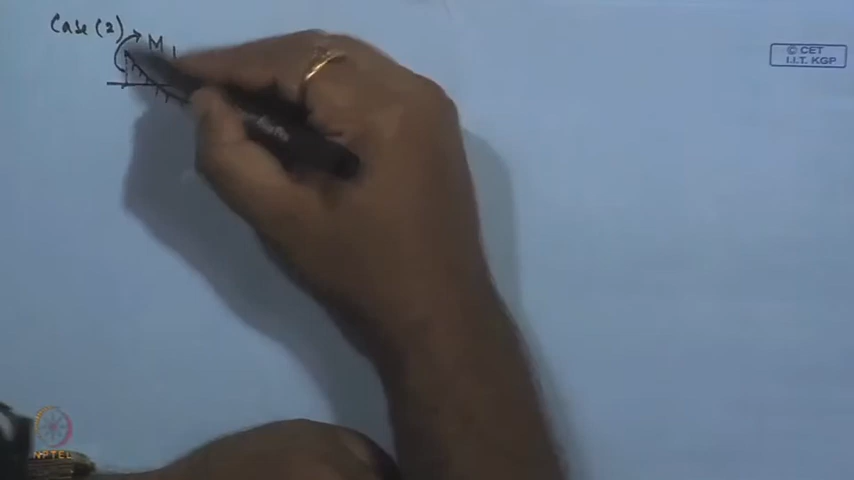 Case (2)
M
© CET
I.I.T. KGP
NPTEL